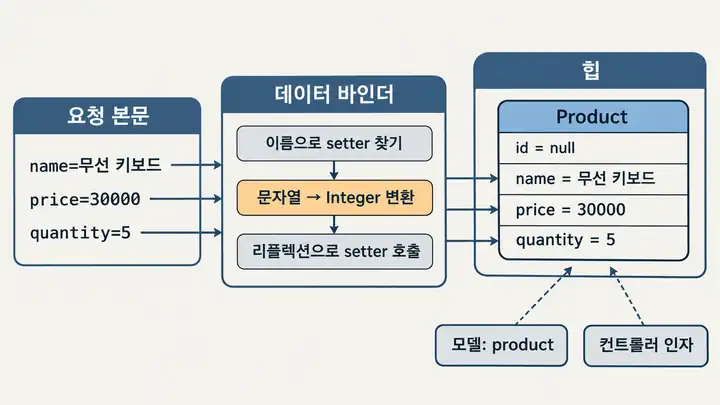 요청 본문
name=무선 키보드
price=30000
quantity=5
데이터 바인더
이름으로 setter 찾기
문자열 → Integer 변환
리플렉션으로 setter 호출
힙
Product
id = null
name = 무선 키보드
price = 30000
quantity = 5
모델: product
컨트롤러 인자